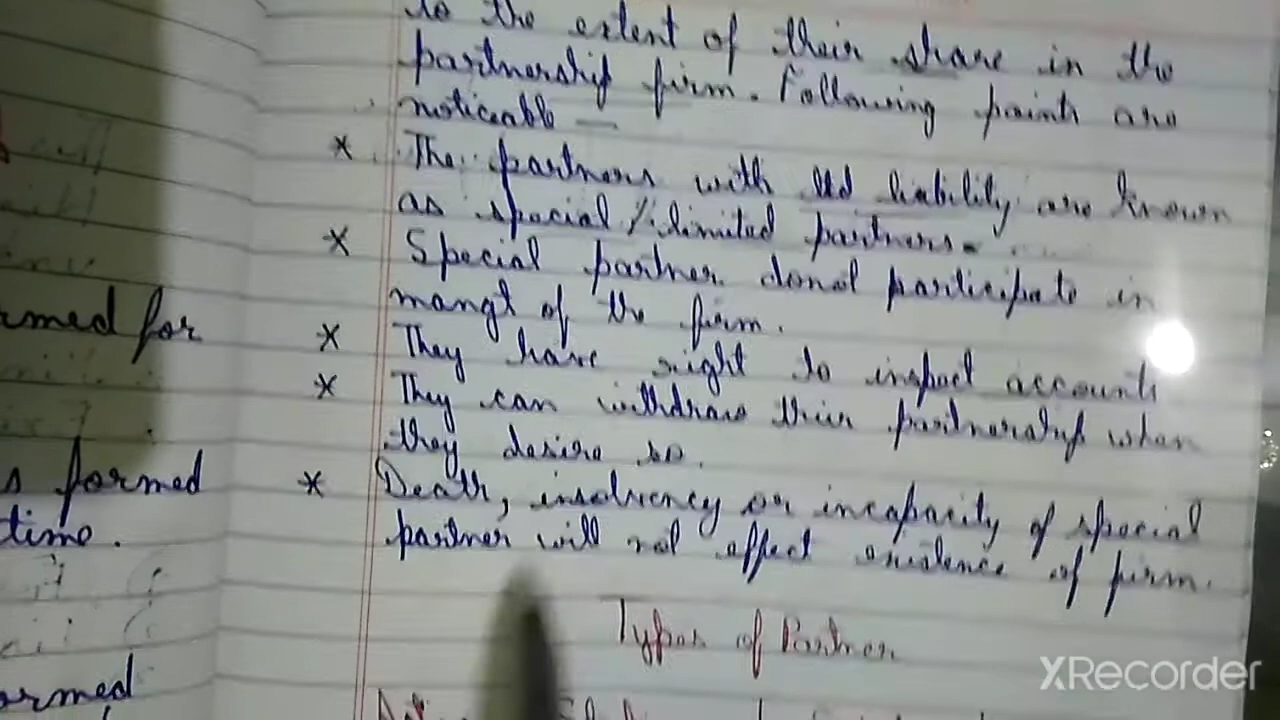 to the extent of their share in the
partnership firm. Following points are
noticeable —
* The partners with Ltd liability are known
as special / limited partners.
* Special partner donot participate in
mangt of the firm.
* They have right to inspect accounts
* They can withdraw their partnership when
they desire so.
* Death, insolvency or incapacity of special
partner will not affect existence of firm.
Types of Partner
rmed for
s formed
time.
ormed
XRecorder